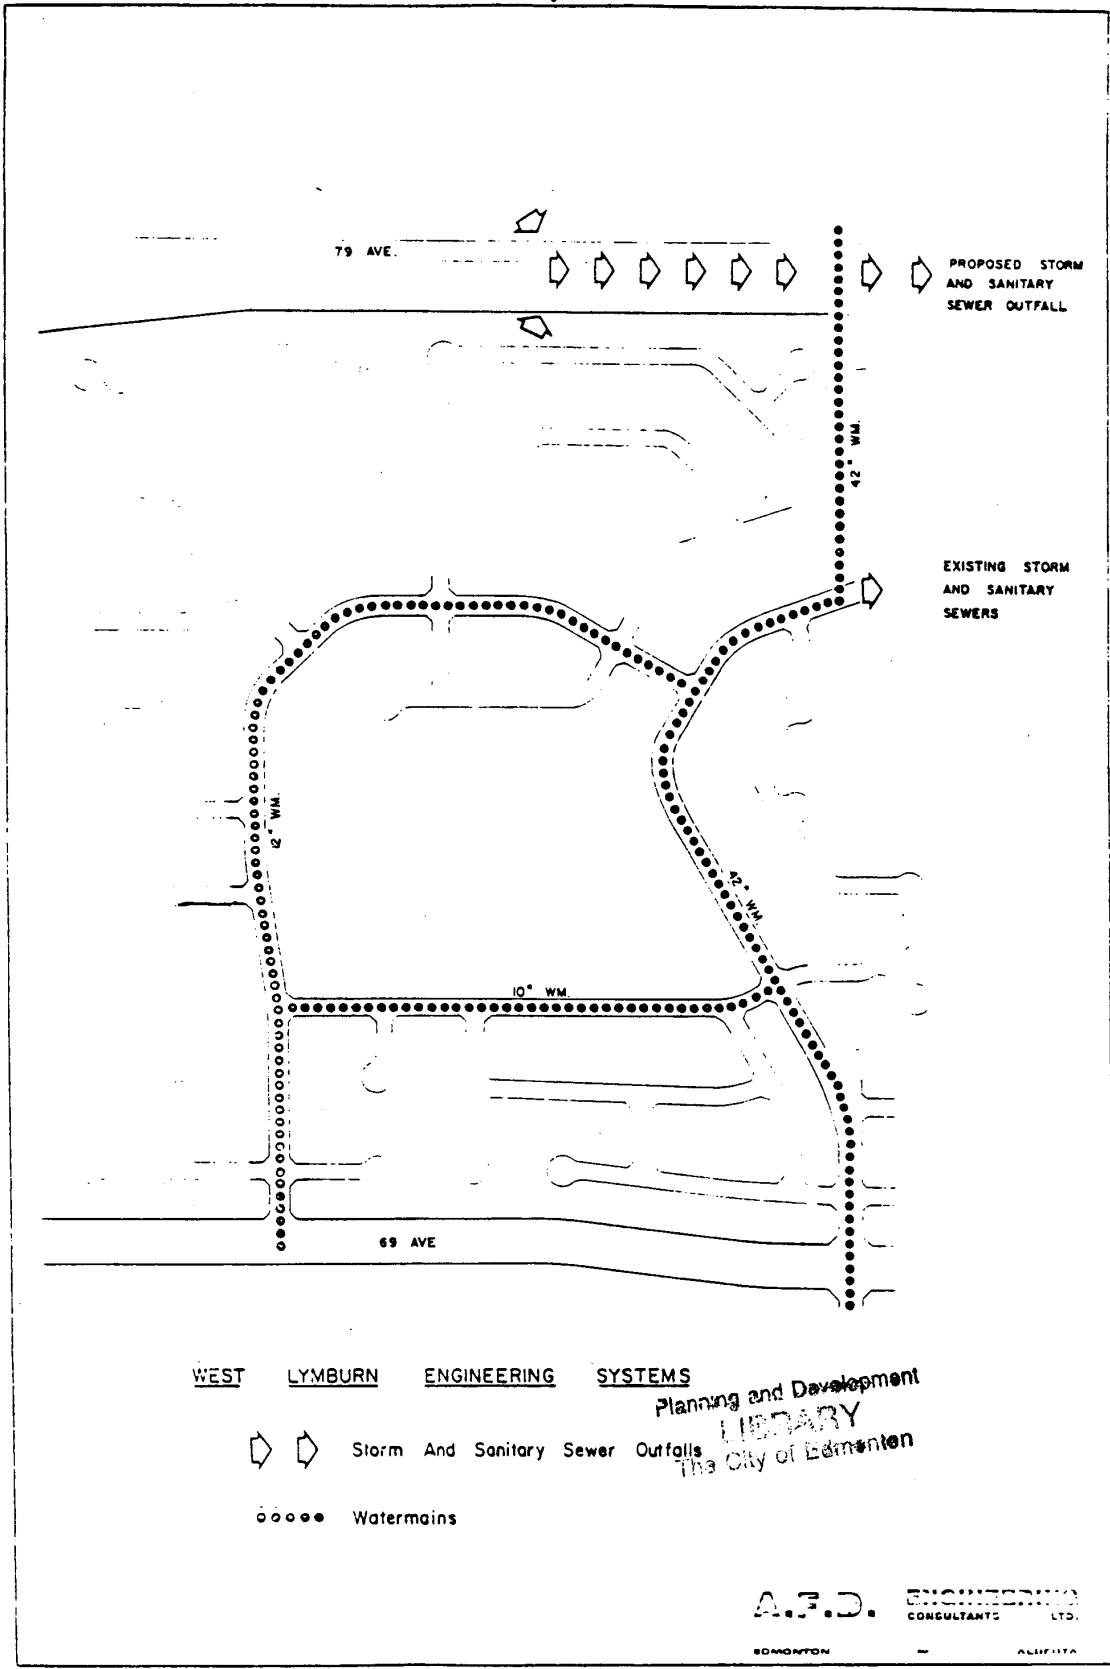 79 AVE.
PROPOSED STORM
AND SANITARY
SEWER OUTFALL
42" WM.
EXISTING STORM
AND SANITARY
SEWERS
12" WM.
42" WM.
10" WM.
69 AVE
WEST LYMBURN ENGINEERING SYSTEMS
Planning and Development
LIBRARY
The City of Edmonton
Storm And Sanitary Sewer Outfalls
Watermains
A.F.D. ENGINEERING
CONSULTANTS LTD.
EDMONTON - ALBERTA